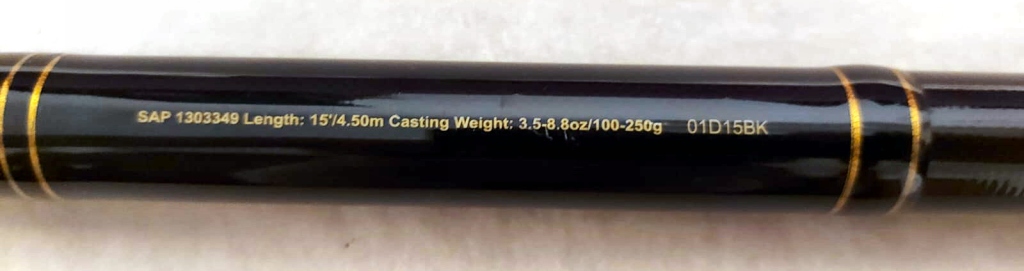 SAP 1303349 Length: 15'/4.50m Casting Weight: 3.5-8.8oz/100-250g 01D15BK